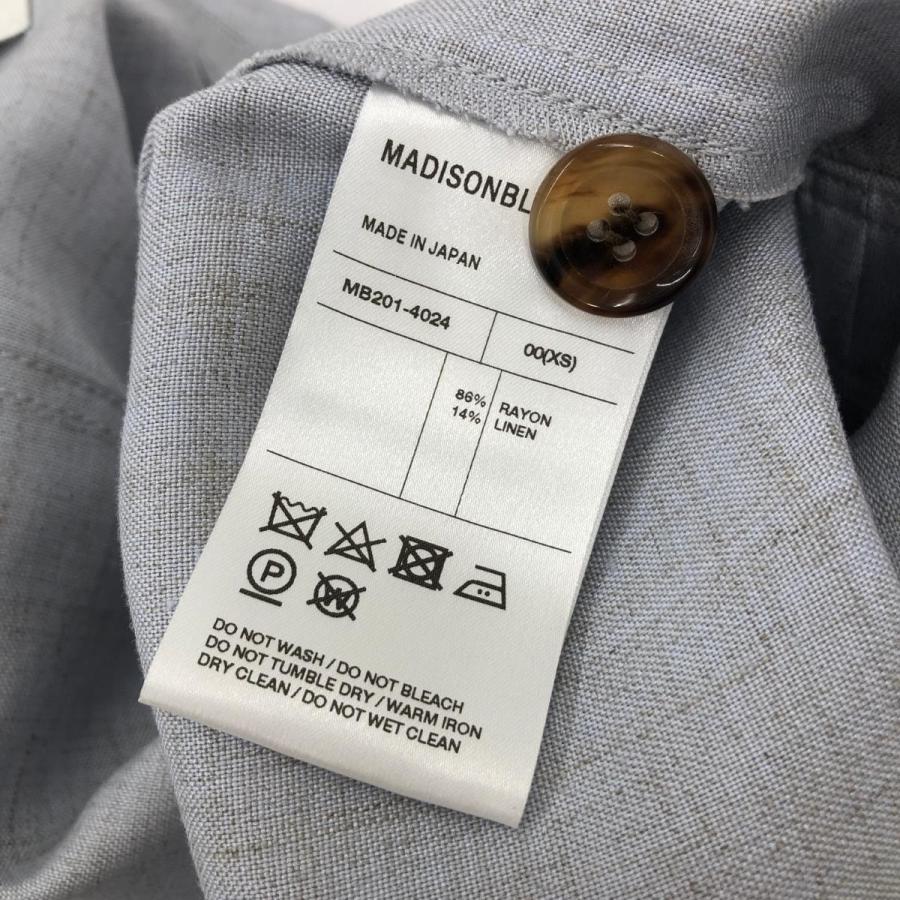 MADISONBL
MADE IN JAPAN
MB201-4024 00(XS)
86% RAYON
14% LINEN
P
W
DO NOT WASH / DO NOT BLEACH
DO NOT TUMBLE DRY / WARM IRON
DRY CLEAN / DO NOT WET CLEAN